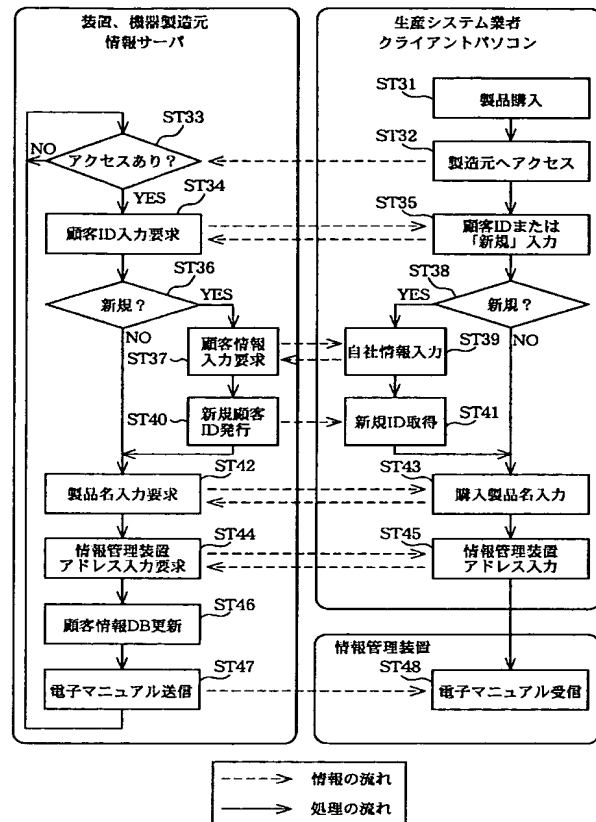 装置、機器製造元
情報サーバ
生産システム業者
クライアントパソコン
ST31
製品購入
ST33
ST32
NO
アクセスあり？
製造元へアクセス
YES
ST34
ST35
顧客ID入力要求
顧客IDまたは
「新規」入力
ST36
ST38
新規？
YES
YES
新規？
NO
NO
ST37
顧客情報
入力要求
自社情報入力
ST39
ST40
新規顧客
ID発行
新規ID取得
ST41
ST42
ST43
製品名入力要求
購入製品名入力
ST44
ST45
情報管理装置
アドレス入力要求
情報管理装置
アドレス入力
ST46
顧客情報DB更新
情報管理装置
ST47
ST48
電子マニュアル送信
電子マニュアル受信
情報の流れ
処理の流れ